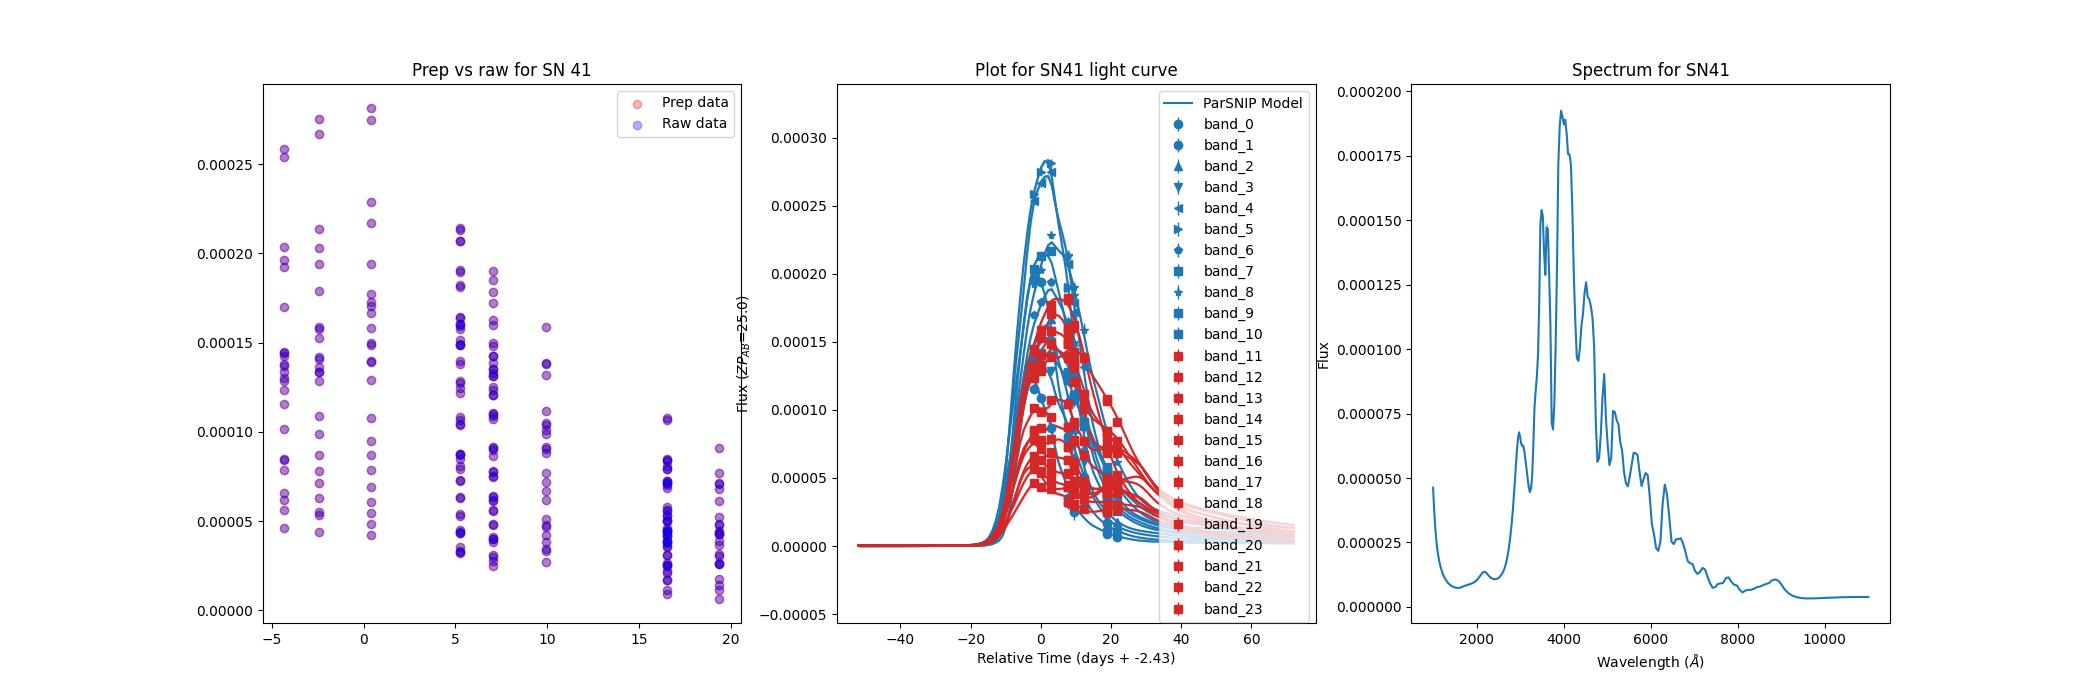 Prep vs raw for SN 41
Prep data
Raw data
0.00025
0.00020
0.00015
0.00010
0.00005
0.00000
−5
0
5
10
15
20
Plot for SN41 light curve
Flux (ZP_AB=25.0)
0.00030
0.00025
0.00020
0.00015
0.00010
0.00005
0.00000
−0.00005
ParSNIP Model
band_0
band_1
band_2
band_3
band_4
band_5
band_6
band_7
band_8
band_9
band_10
band_11
band_12
band_13
band_14
band_15
band_16
band_17
band_18
band_19
band_20
band_21
band_22
band_23
−40
−20
0
20
40
60
Relative Time (days + -2.43)
Spectrum for SN41
Flux
0.000200
0.000175
0.000150
0.000125
0.000100
0.000075
0.000050
0.000025
0.000000
2000
4000
6000
8000
10000
Wavelength (Å)